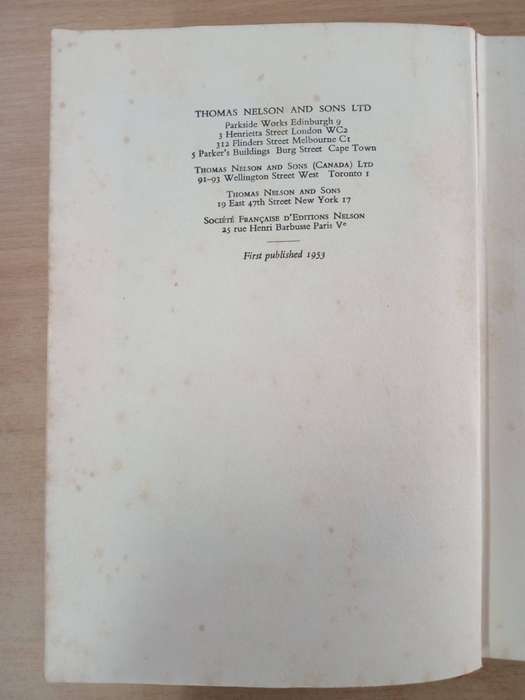 THOMAS NELSON AND SONS LTD
Parkside Works Edinburgh 9
3 Henrietta Street London WC2
312 Flinders Street Melbourne C1
5 Parker's Buildings Burg Street Cape Town
THOMAS NELSON AND SONS (CANADA) LTD
91-93 Wellington Street West Toronto 1
THOMAS NELSON AND SONS
19 East 47th Street New York 17
SOCIÉTÉ FRANÇAISE D'EDITIONS NELSON
25 rue Henri Barbusse Paris Ve
First published 1953